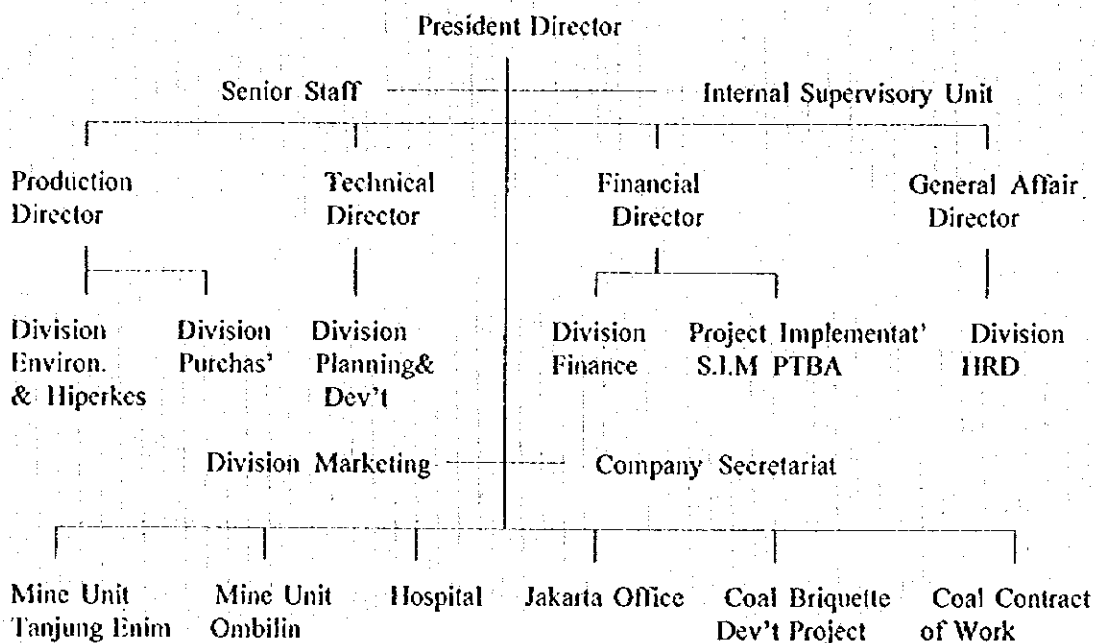 President Director
Senior Staff
Internal Supervisory Unit
Production
Director
Technical
Director
Financial
Director
General Affair
Director
Division
Environ.
& Hiperkes
Division
Purchas'
Division
Planning&
Dev't
Division
Finance
Project Implementat'
S.I.M PTBA
Division
HRD
Division Marketing
Company Secretariat
Mine Unit
Tanjung Enim
Mine Unit
Ombilin
Hospital
Jakarta Office
Coal Briquette
Dev't Project
Coal Contract
of Work